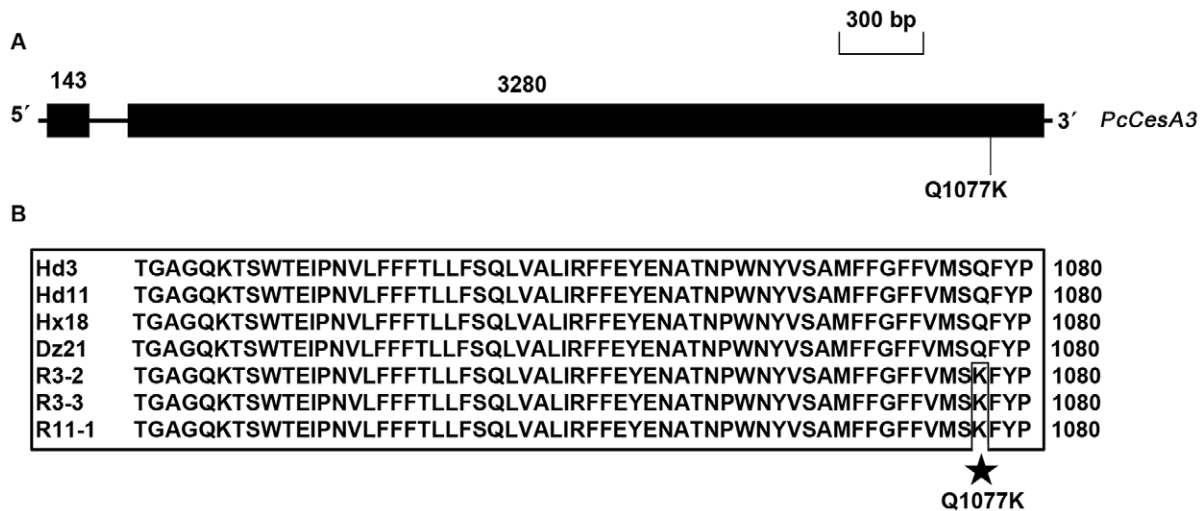 A
300 bp
143
3280
5´
3´
PcCesA3
Q1077K
B
Hd3 TGAGQKTSWTEIPNVLFFFTLLFSQLVALIRFFEYENATNPWNYVSAMFFGFFVMSQFYP 1080
Hd11 TGAGQKTSWTEIPNVLFFFTLLFSQLVALIRFFEYENATNPWNYVSAMFFGFFVMSQFYP 1080
Hx18 TGAGQKTSWTEIPNVLFFFTLLFSQLVALIRFFEYENATNPWNYVSAMFFGFFVMSQFYP 1080
Dz21 TGAGQKTSWTEIPNVLFFFTLLFSQLVALIRFFEYENATNPWNYVSAMFFGFFVMSQFYP 1080
R3-2 TGAGQKTSWTEIPNVLFFFTLLFSQLVALIRFFEYENATNPWNYVSAMFFGFFVMSKFYP 1080
R3-3 TGAGQKTSWTEIPNVLFFFTLLFSQLVALIRFFEYENATNPWNYVSAMFFGFFVMSKFYP 1080
R11-1 TGAGQKTSWTEIPNVLFFFTLLFSQLVALIRFFEYENATNPWNYVSAMFFGFFVMSKFYP 1080
Q1077K